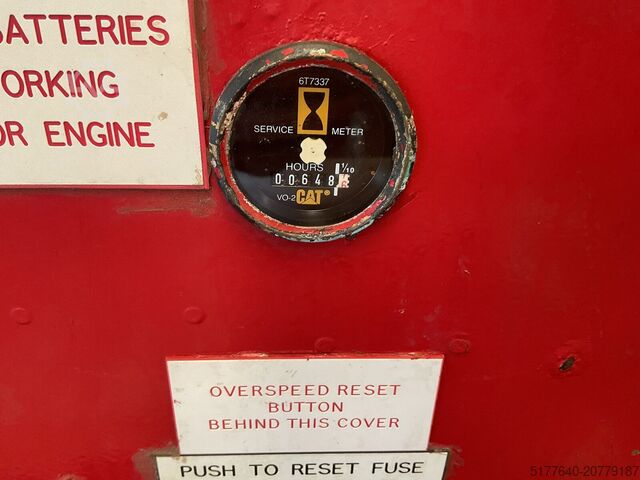 BATTERIES
ORKING
OR ENGINE
6T7337
SERVICE METER
HOURS 1/10
00648
VO-2 CAT®
OVERSPEED RESET
BUTTON
BEHIND THIS COVER
PUSH TO RESET FUSE
5177640-20779187